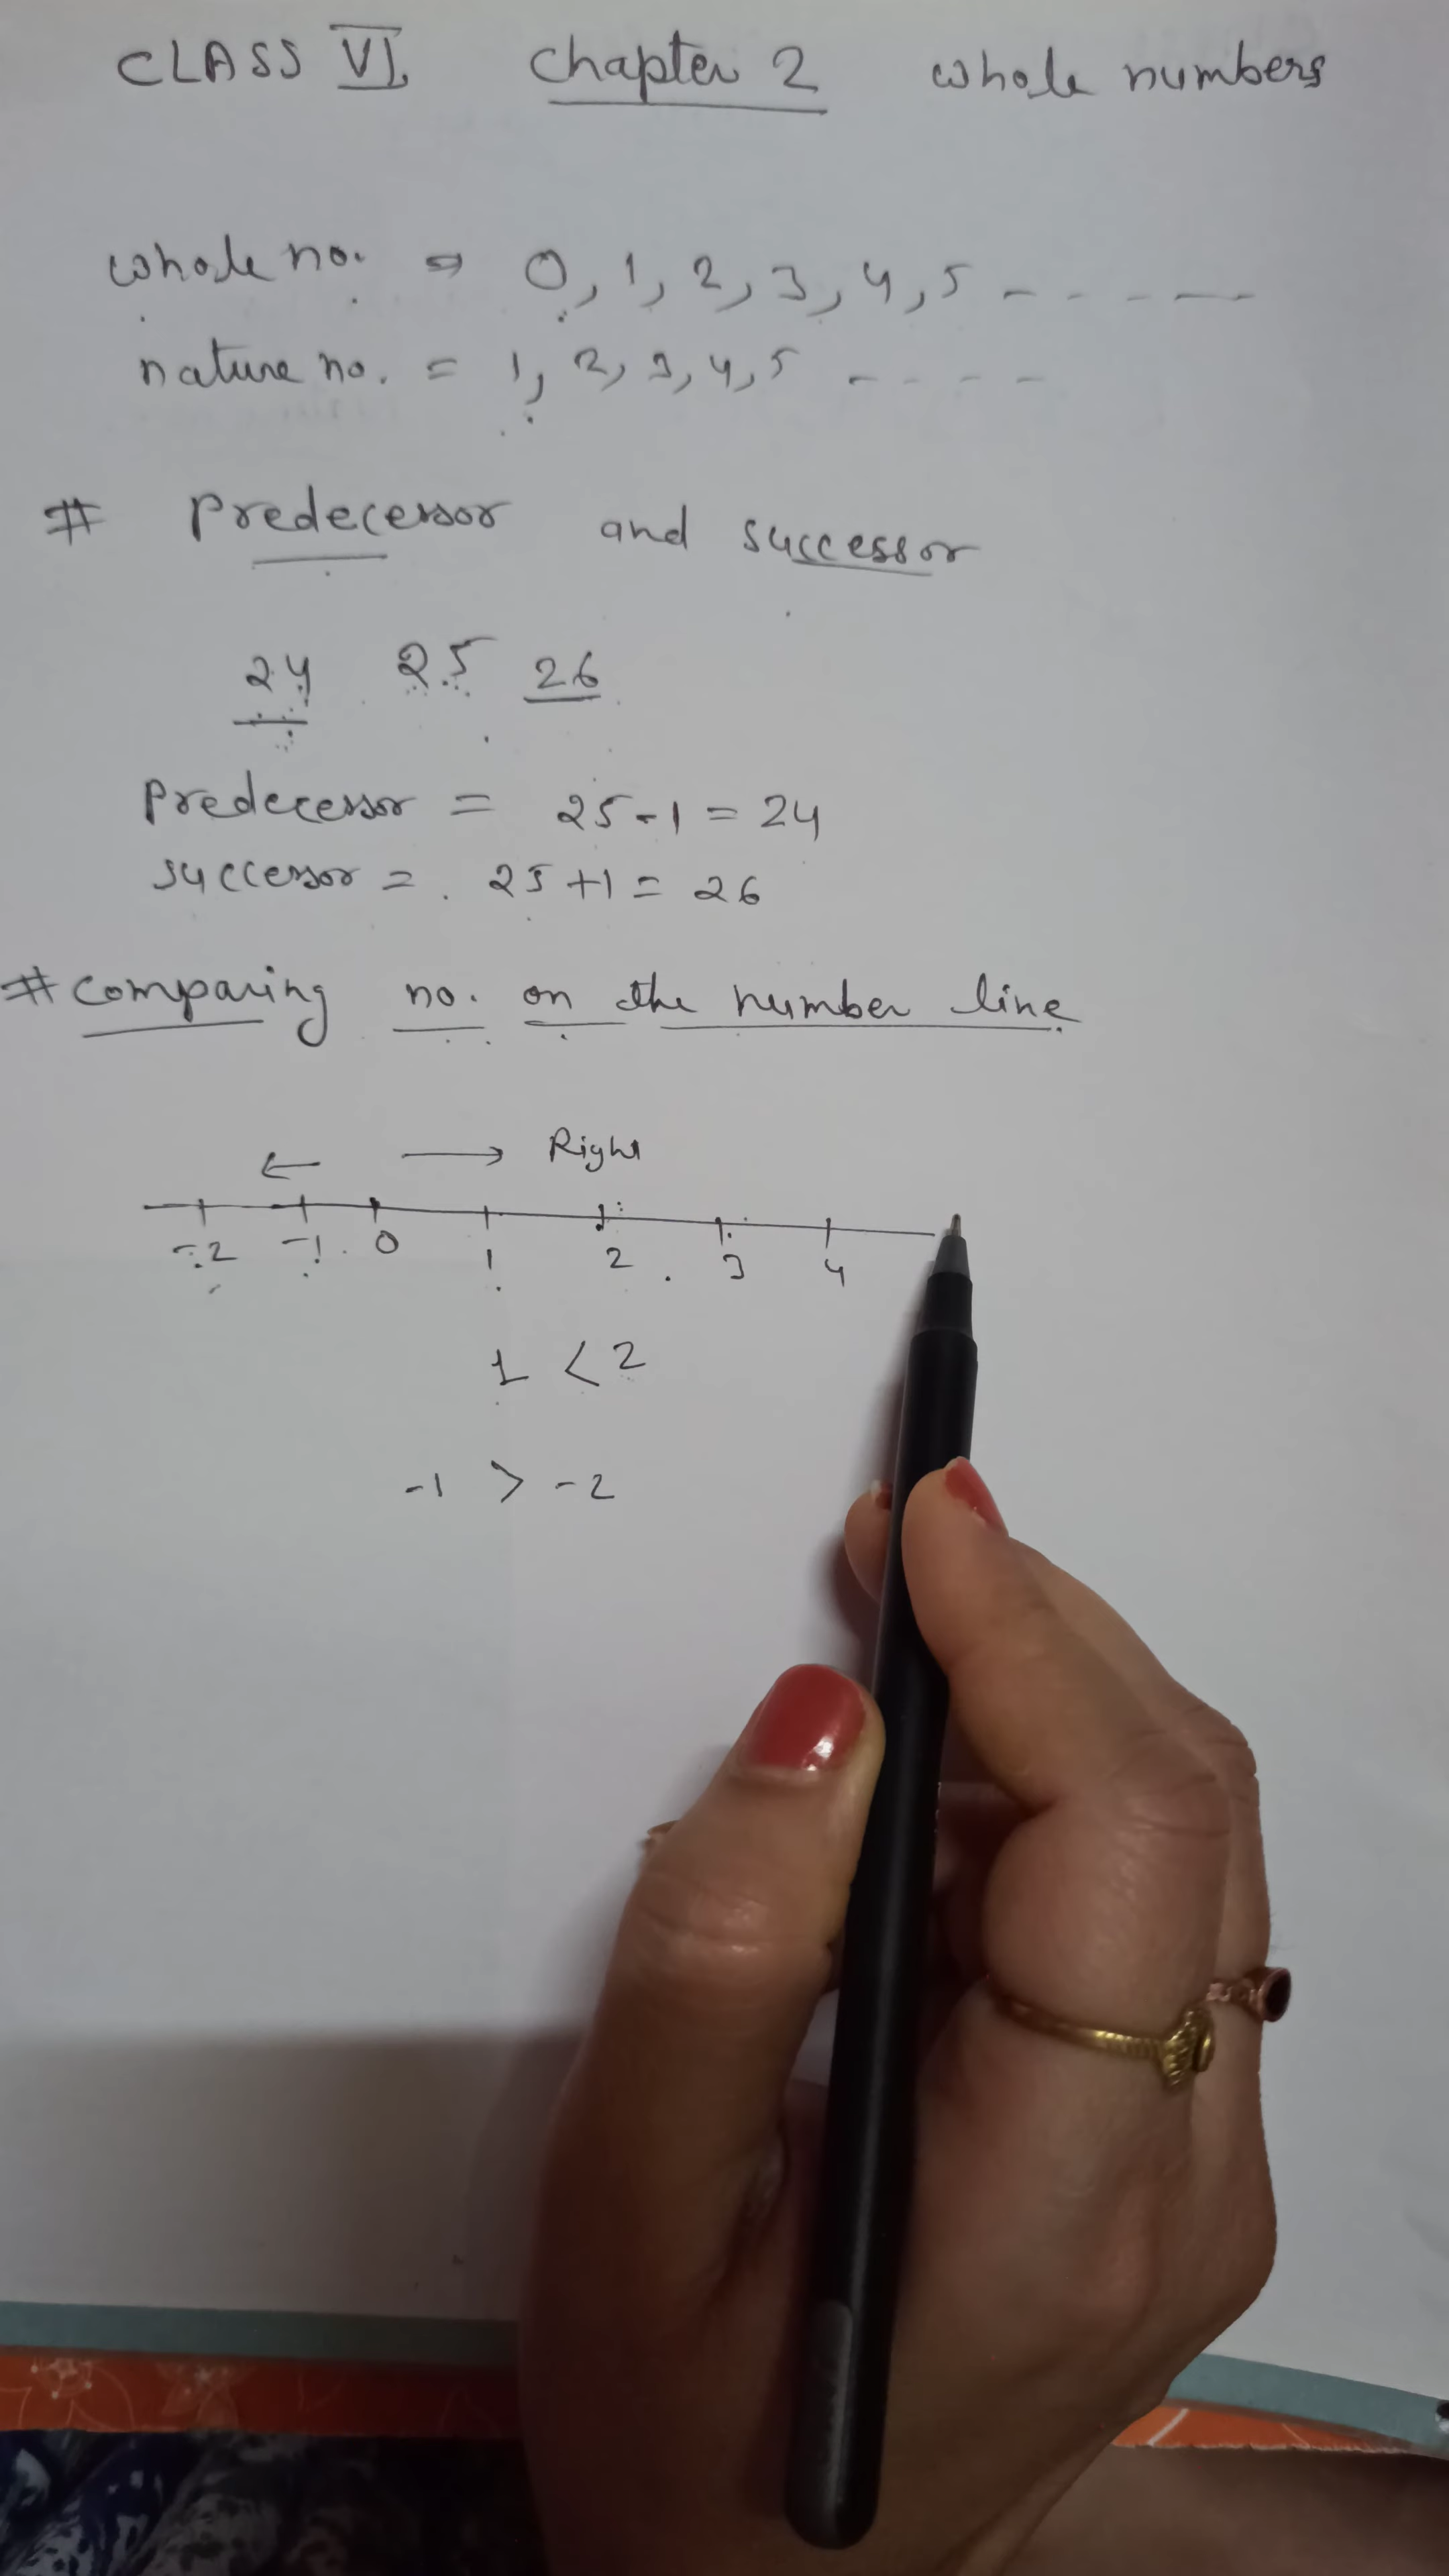 CLASS VI Chapter 2 whole numbers
whole no. ⇒ 0, 1, 2, 3, 4, 5 - - - - -
nature no. = 1, 2, 3, 4, 5 - - - -
# Predecessor and successor
24 25 26
Predecessor = 25-1 = 24
successor = 25+1 = 26
# Comparing no. on the number line
← → Right
-2 -1 0 1 2 3 4
1 < 2
-1 > -2